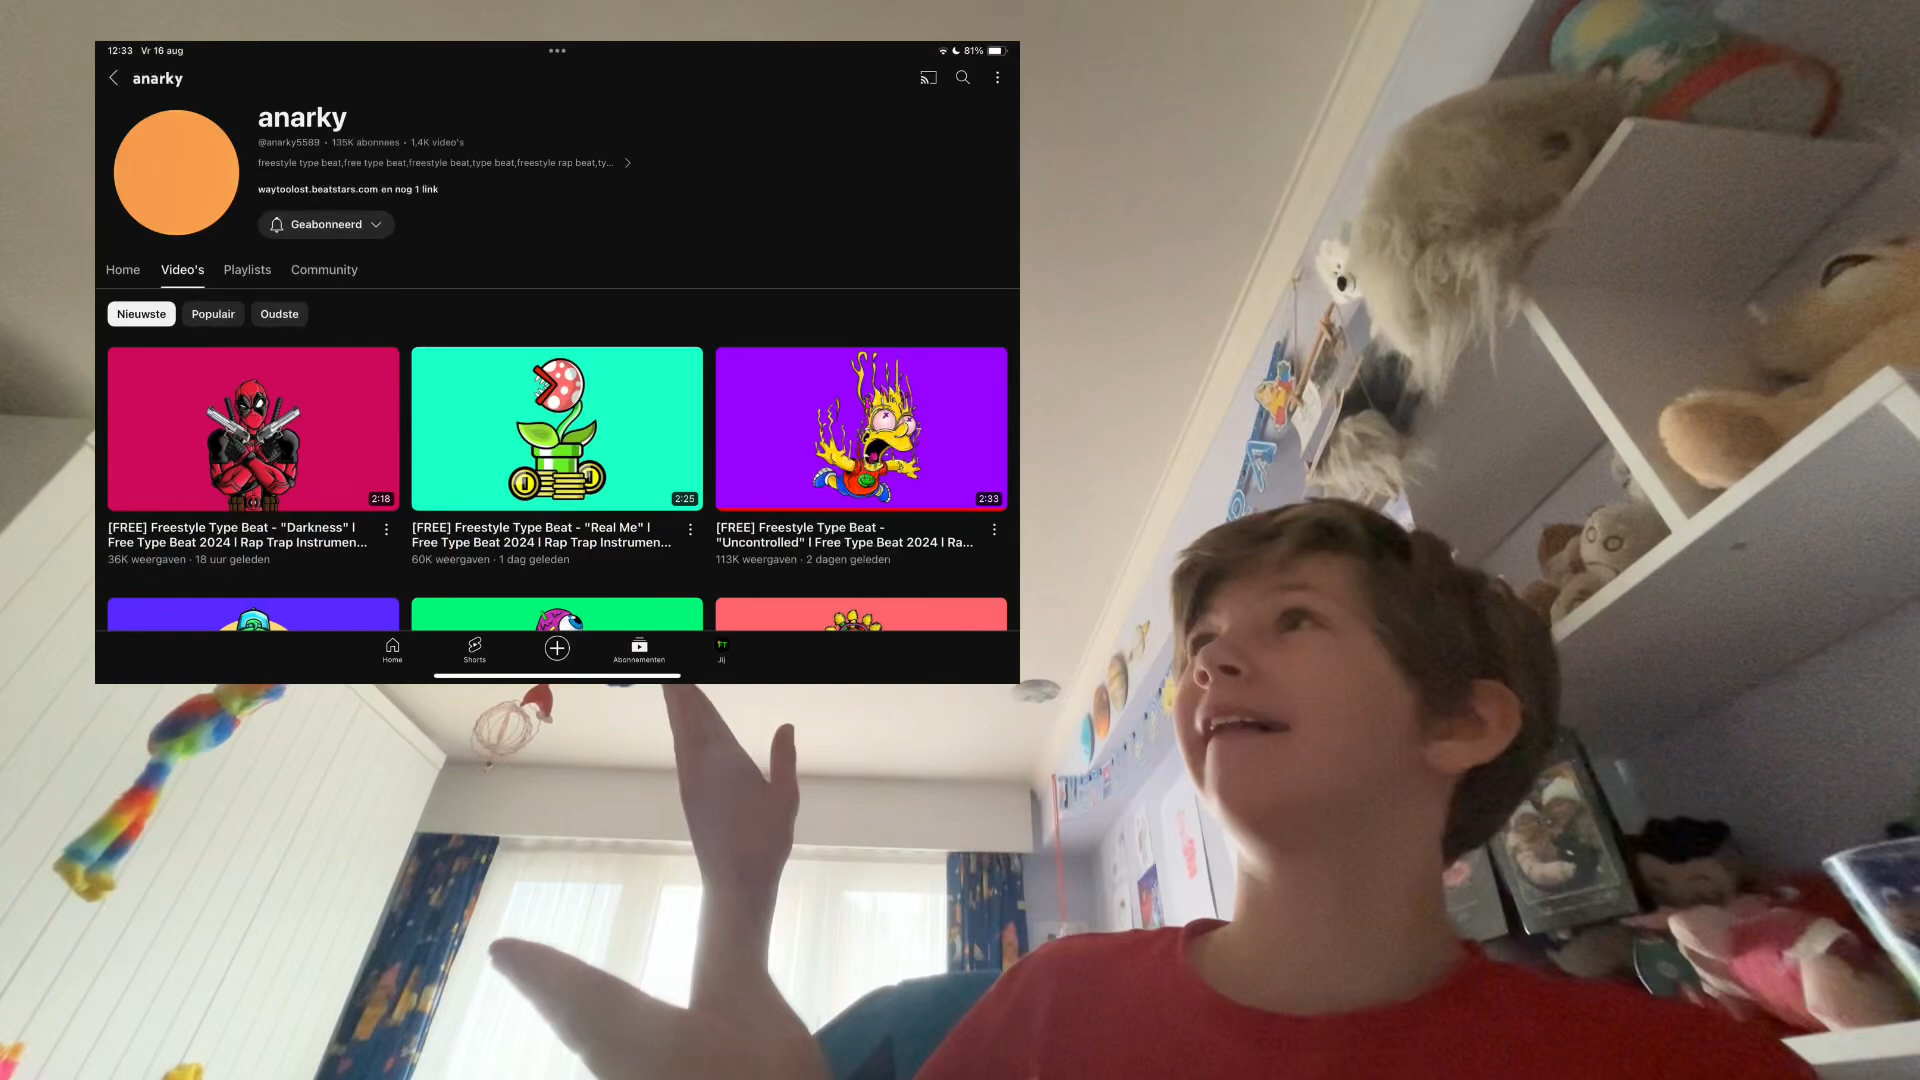 12:33 Vr 16 aug
81%
anarky
anarky
@anarky5589 • 135K abonnees • 1,4K video's
freestyle type beat,free type beat,freestyle beat,type beat,freestyle rap beat,ty...
waytoolost.beatstars.com en nog 1 link
Geabonneerd
Home Video's Playlists Community
Nieuwste Populair Oudste
2:18 2:25 2:33
[FREE] Freestyle Type Beat - "Darkness" l
Free Type Beat 2024 l Rap Trap Instrumen...
36K weergaven · 18 uur geleden
[FREE] Freestyle Type Beat - "Real Me" l
Free Type Beat 2024 l Rap Trap Instrumen...
60K weergaven · 1 dag geleden
[FREE] Freestyle Type Beat -
"Uncontrolled" l Free Type Beat 2024 l Ra...
113K weergaven · 2 dagen geleden
Home Shorts Abonnementen Jij